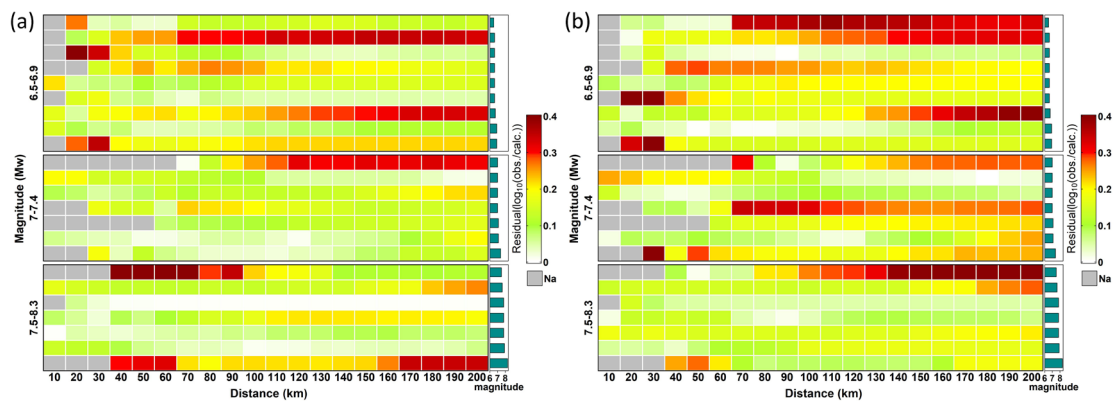 (a)
6.5-6.9
7-7.4
7.5-8.3
Magnitude (Mw)
10 20 30 40 50 60 70 80 90 100 110 120 130 140 150 160 170 180 190 200
Distance (km)
6 7 8
magnitude
0.4
0.3
0.2
0.1
0
Residual(log10(obs./calc.))
Na
(b)
6.5-6.9
7-7.4
7.5-8.3
Magnitude (Mw)
10 20 30 40 50 60 70 80 90 100 110 120 130 140 150 160 170 180 190 200
Distance (km)
6 7 8
magnitude
0.4
0.3
0.2
0.1
0
Residual(log10(obs./calc.))
Na